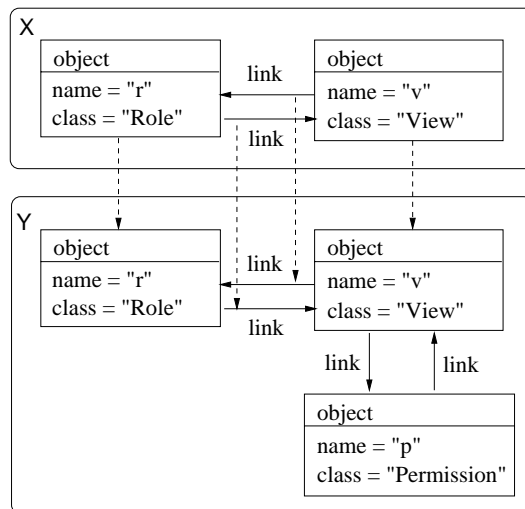 X
object
name = "r"
class = "Role"
link
link
object
name = "v"
class = "View"
Y
object
name = "r"
class = "Role"
link
link
object
name = "v"
class = "View"
link
link
object
name = "p"
class = "Permission"